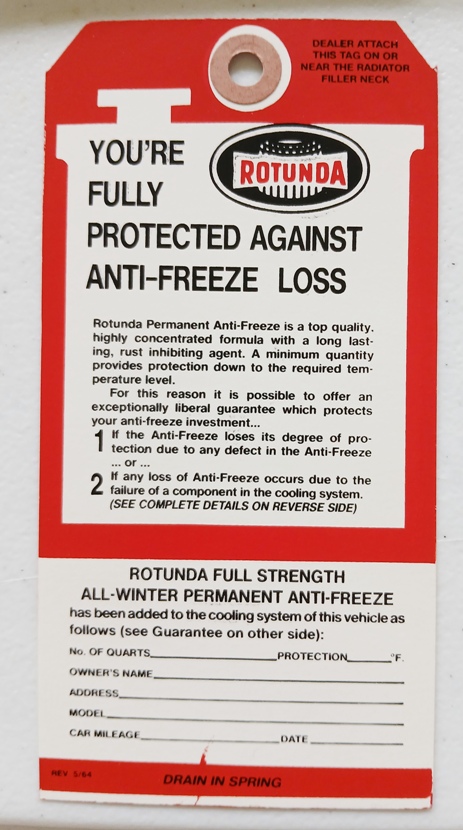 DEALER ATTACH
THIS TAG ON OR
NEAR THE RADIATOR
FILLER NECK
YOU'RE
FULLY
ROTUNDA
PROTECTED AGAINST
ANTI-FREEZE LOSS
Rotunda Permanent Anti-Freeze is a top quality,
highly concentrated formula with a long last-
ing, rust inhibiting agent. A minimum quantity
provides protection down to the required tem-
perature level.
For this reason it is possible to offer an
exceptionally liberal guarantee which protects
your anti-freeze investment...
1 If the Anti-Freeze loses its degree of pro-
tection due to any defect in the Anti-Freeze
... or ...
2 If any loss of Anti-Freeze occurs due to the
failure of a component in the cooling system.
(SEE COMPLETE DETAILS ON REVERSE SIDE)
ROTUNDA FULL STRENGTH
ALL-WINTER PERMANENT ANTI-FREEZE
has been added to the cooling system of this vehicle as
follows (see Guarantee on other side):
No. OF QUARTS PROTECTION °F.
OWNER'S NAME
ADDRESS
MODEL
CAR MILEAGE DATE
REV 5/64
DRAIN IN SPRING